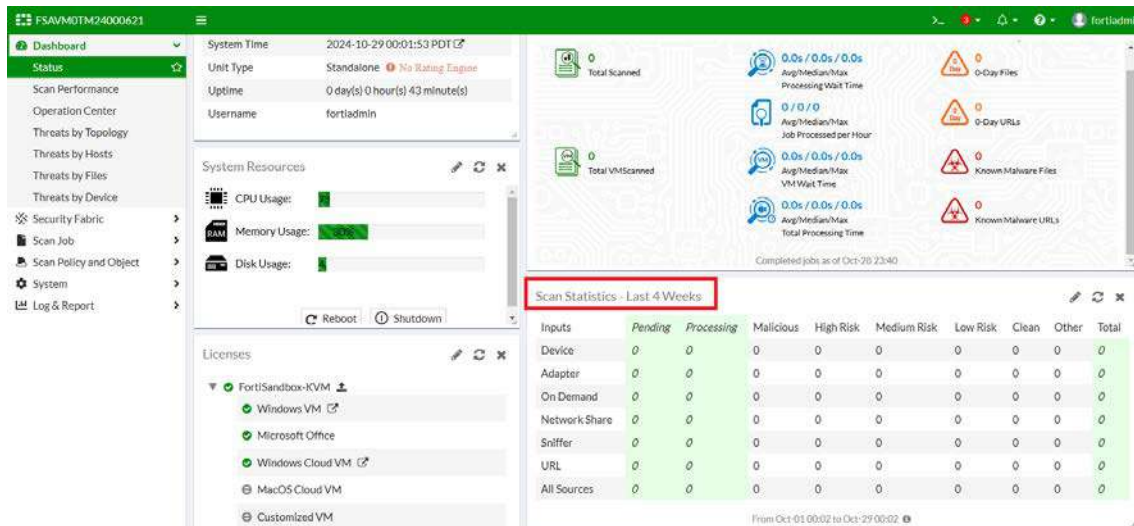 FSAVM0TM24000621
3
fortiadmi
Dashboard
Status
Scan Performance
Operation Center
Threats by Topology
Threats by Hosts
Threats by Files
Threats by Device
Security Fabric
Scan Job
Scan Policy and Object
System
Log & Report
System Time 2024-10-29 00:01:53 PDT
Unit Type Standalone No Rating Engine
Uptime 0 day(s) 0 hour(s) 43 minute(s)
Username fortiadmin
System Resources
CPU Usage:
RAM Memory Usage:
Disk Usage:
Reboot Shutdown
Licenses
FortiSandbox-KVM
Windows VM
Microsoft Office
Windows Cloud VM
MacOS Cloud VM
Customized VM
0
Total Scanned
0
Total VMScanned
0.0s / 0.0s / 0.0s
Avg/Median/Max
Processing Wait Time
0 / 0 / 0
Avg/Median/Max
Job Processed per Hour
0.0s / 0.0s / 0.0s
Avg/Median/Max
VM Wait Time
0.0s / 0.0s / 0.0s
Avg/Median/Max
Total Processing Time
0
0-Day Files
0
0-Day URLs
0
Known Malware Files
0
Known Malware URLs
Completed jobs as of Oct-28 23:40
Scan Statistics - Last 4 Weeks
Inputs Pending Processing Malicious High Risk Medium Risk Low Risk Clean Other Total
Device 0 0 0 0 0 0 0 0 0
Adapter 0 0 0 0 0 0 0 0 0
On Demand 0 0 0 0 0 0 0 0 0
Network Share 0 0 0 0 0 0 0 0 0
Sniffer 0 0 0 0 0 0 0 0 0
URL 0 0 0 0 0 0 0 0 0
All Sources 0 0 0 0 0 0 0 0 0
From Oct-01 00:02 to Oct-29 00:02